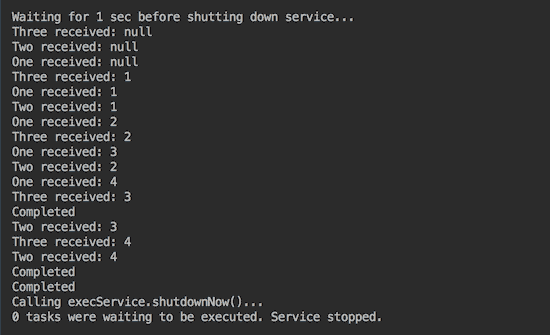 Waiting for 1 sec before shutting down service...
Three received: null
Two received: null
One received: null
Three received: 1
One received: 1
Two received: 1
One received: 2
Three received: 2
One received: 3
Two received: 2
One received: 4
Three received: 3
Completed
Two received: 3
Three received: 4
Two received: 4
Completed
Completed
Calling execService.shutdownNow()...
0 tasks were waiting to be executed. Service stopped.